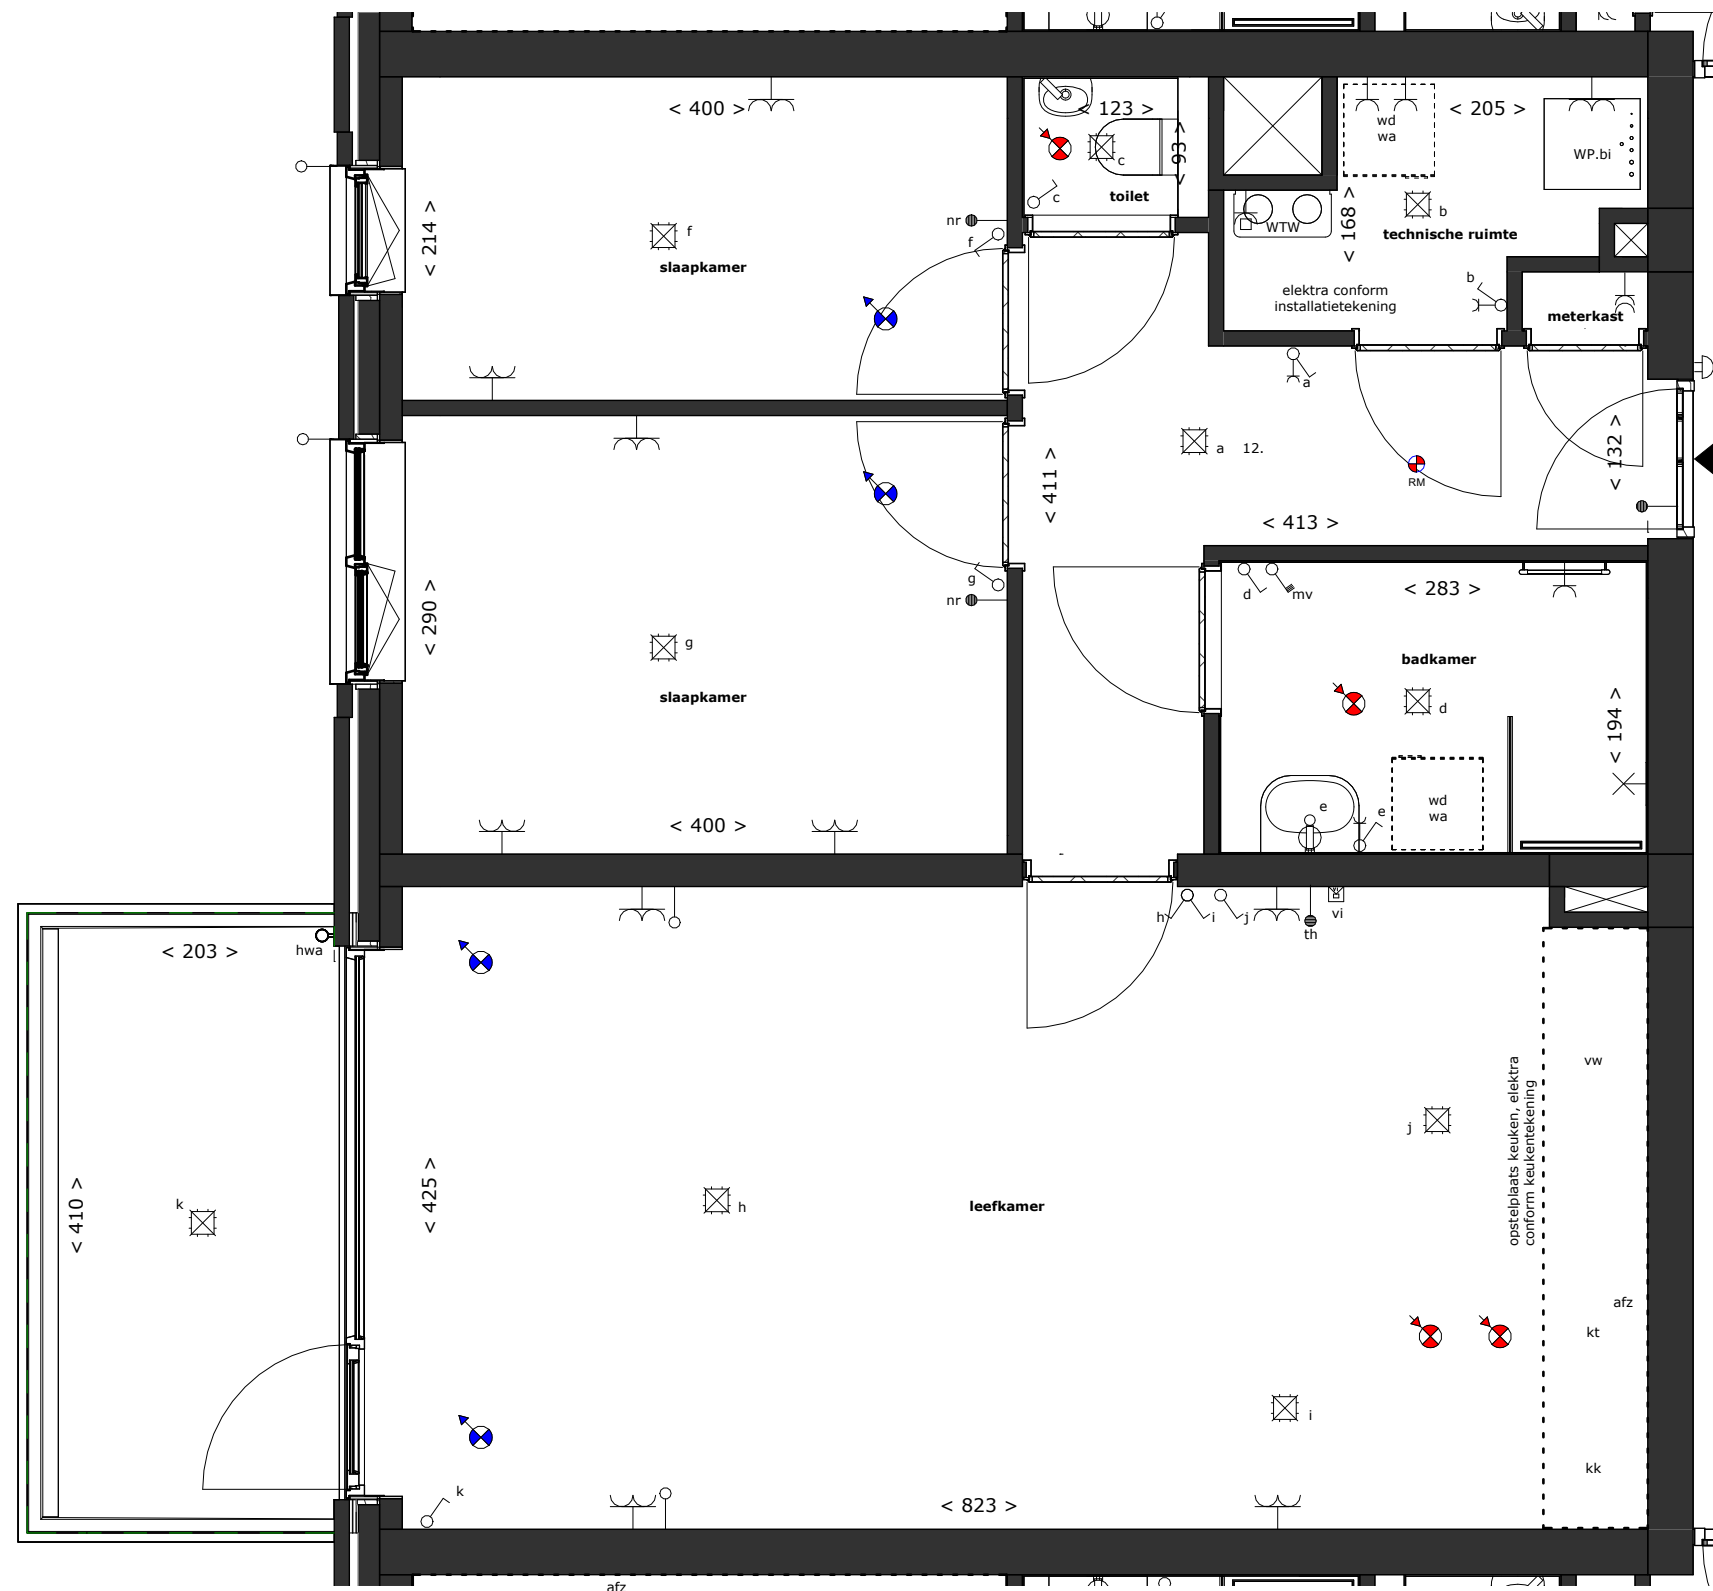 < 400 >
< 123 >
< 93 >
c
c
toilet
wd
wa
< 205 >
WP.bi
WTW
< 168 >
b
technische ruimte
elektra conform
installatietekening
b
meterkast
< 214 >
f
slaapkamer
nr
f
a
a 12.
RM
< 132 >
< 411 >
< 413 >
g
nr
< 290 >
g
slaapkamer
< 400 >
d
mv
< 283 >
badkamer
d
< 194 >
wd
wa
e
e
h
i
j
th
vi
hwa
< 203 >
< 410 >
k
< 425 >
h
leefkamer
j
opstelplaats keuken, elektra
conform keukentekening
vw
afz
kt
kk
i
k
< 823 >
afz